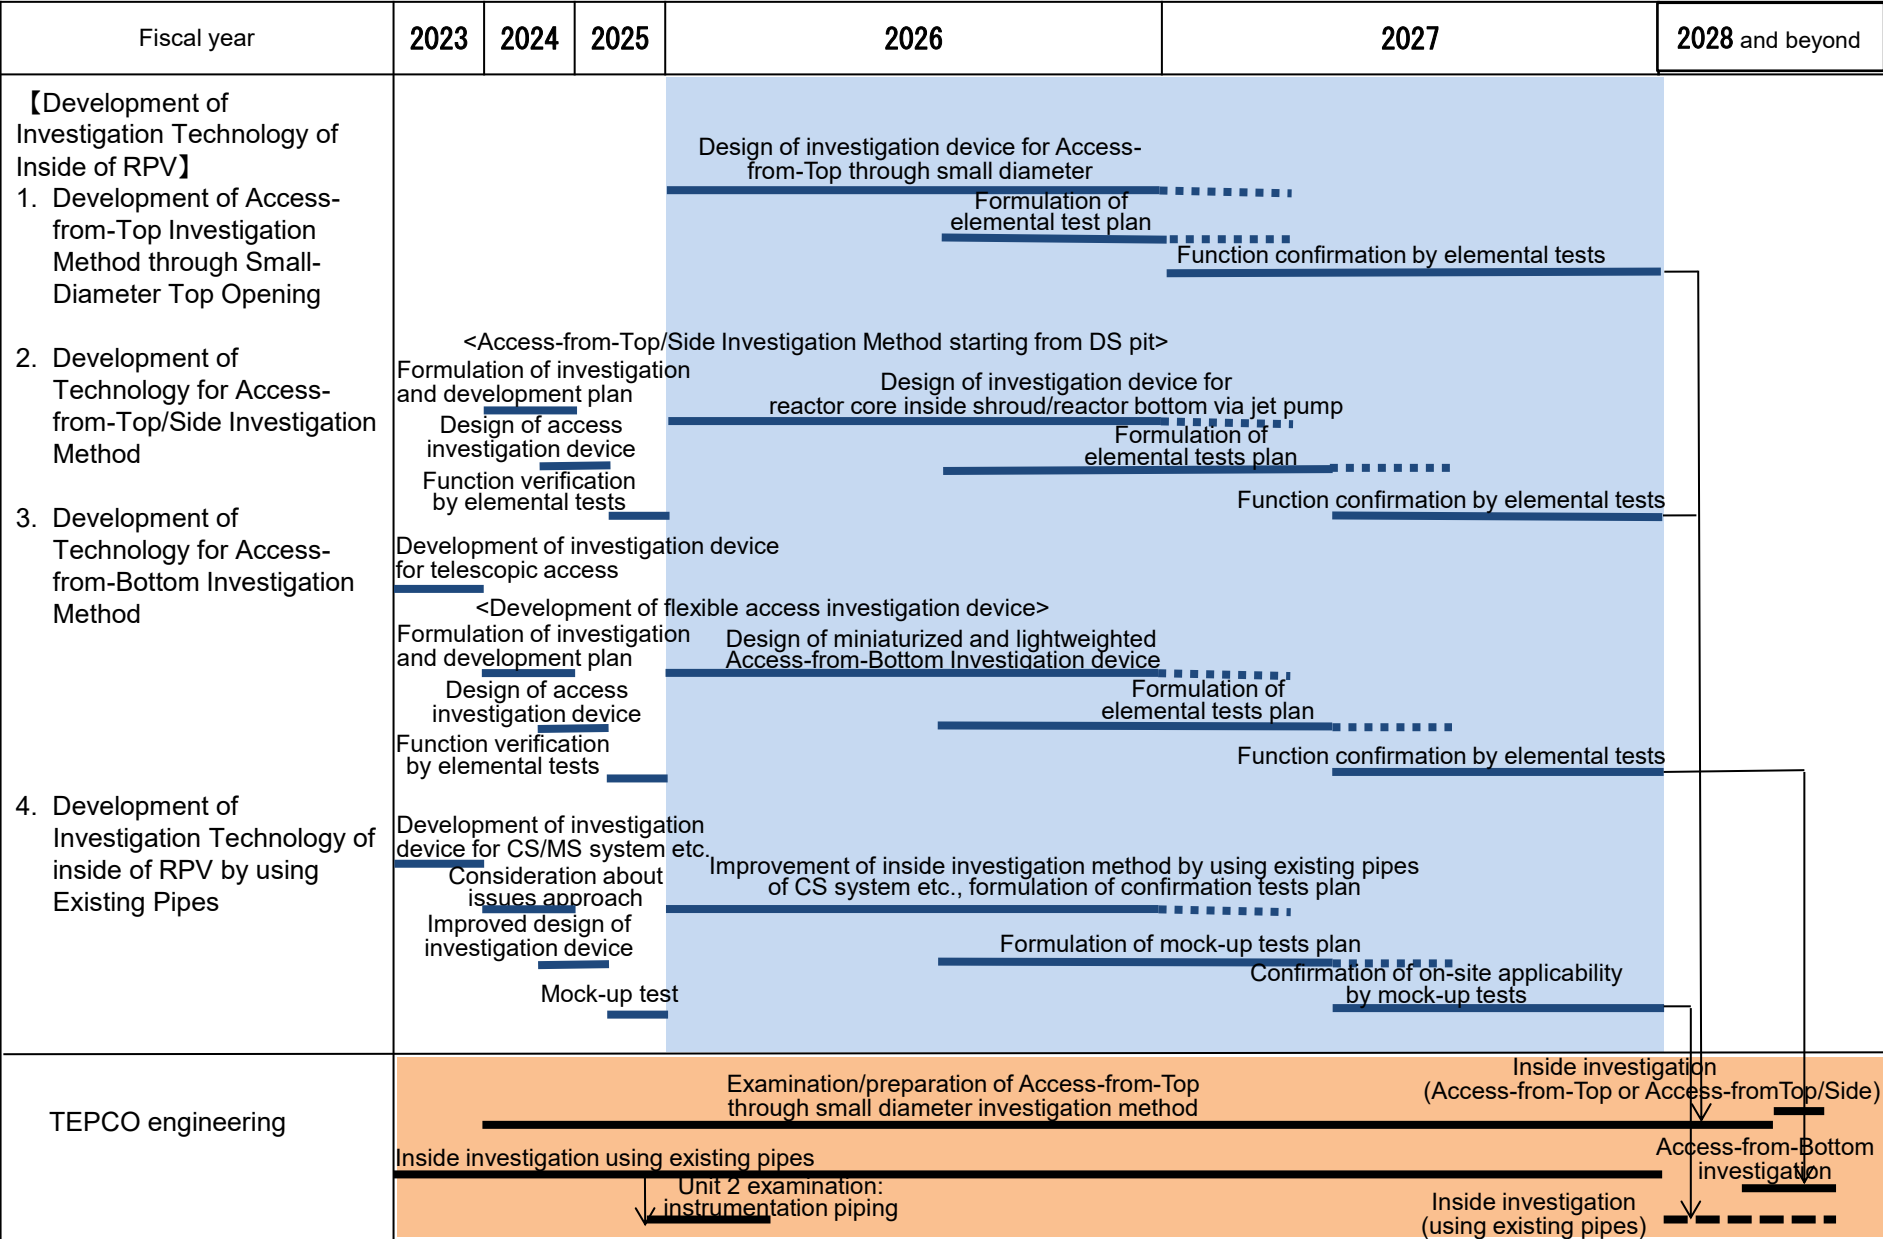 Fiscal year
2023
2024
2025
2026
2027
2028 and beyond
【Development of
Investigation Technology of
Inside of RPV】
1. Development of Access-
from-Top Investigation
Method through Small-
Diameter Top Opening
2. Development of
Technology for Access-
from-Top/Side Investigation
Method
3. Development of
Technology for Access-
from-Bottom Investigation
Method
4. Development of
Investigation Technology of
inside of RPV by using
Existing Pipes
Design of investigation device for Access-
from-Top through small diameter
Formulation of
elemental test plan
Function confirmation by elemental tests
<Access-from-Top/Side Investigation Method starting from DS pit>
Formulation of investigation
and development plan
Design of access
investigation device
Function verification
by elemental tests
Design of investigation device for
reactor core inside shroud/reactor bottom via jet pump
Formulation of
elemental tests plan
Function confirmation by elemental tests
Development of investigation device
for telescopic access
<Development of flexible access investigation device>
Formulation of investigation
and development plan
Design of access
investigation device
Function verification
by elemental tests
Design of miniaturized and lightweighted
Access-from-Bottom Investigation device
Formulation of
elemental tests plan
Function confirmation by elemental tests
Development of investigation
device for CS/MS system etc.
Consideration about
issues approach
Improved design of
investigation device
Mock-up test
Improvement of inside investigation method by using existing pipes
of CS system etc., formulation of confirmation tests plan
Formulation of mock-up tests plan
Confirmation of on-site applicability
by mock-up tests
TEPCO engineering
Examination/preparation of Access-from-Top
through small diameter investigation method
Inside investigation
(Access-from-Top or Access-fromTop/Side)
Inside investigation using existing pipes
Unit 2 examination:
instrumentation piping
Access-from-Bottom
investigation
Inside investigation
(using existing pipes)